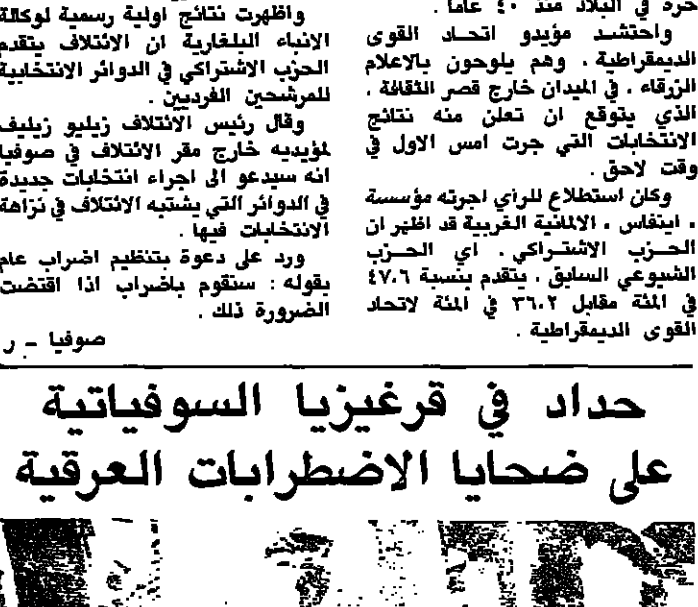 حرة في البلاد منذ ٤٠ عاما .
واحتشد مؤيدو اتحاد القوى
الديمقراطية ، وهم يلوحون بالاعلام
الزرقاء ، في الميدان خارج قصر الثقافة ،
الذي يتوقع ان تعلن منه نتائج
الانتخابات التي جرت امس الاول في
وقت لاحق .
وكان استطلاع للرأي اجرته مؤسسة
، اينفاس ، الالمانية الغربية قد اظهر ان
الحزب الاشتراكي ، اي الحزب
الشيوعي السابق ، يتقدم بنسبة ٤٧،٦
في المئة مقابل ٣٦،٢ في المئة لاتحاد
القوى الديمقراطية .
واظهرت نتائج اولية رسمية لوكالة
الانباء البلغارية ان الائتلاف يتقدم
الحزب الاشتراكي في الدوائر الانتخابية
للمرشحين الفرديين .
وقال رئيس الائتلاف زيليو زيليف
لمؤيديه خارج مقر الائتلاف في صوفيا
انه سيدعو الى اجراء انتخابات جديدة
في الدوائر التي يشتبه الائتلاف في نزاهة
الانتخابات فيها .
ورد على دعوة بتنظيم اضراب عام
بقوله : سنقوم باضراب اذا اقتضت
الضرورة ذلك .
صوفيا - ر
حداد في قرغيزيا السوفياتية
على ضحايا الاضطرابات العرقية